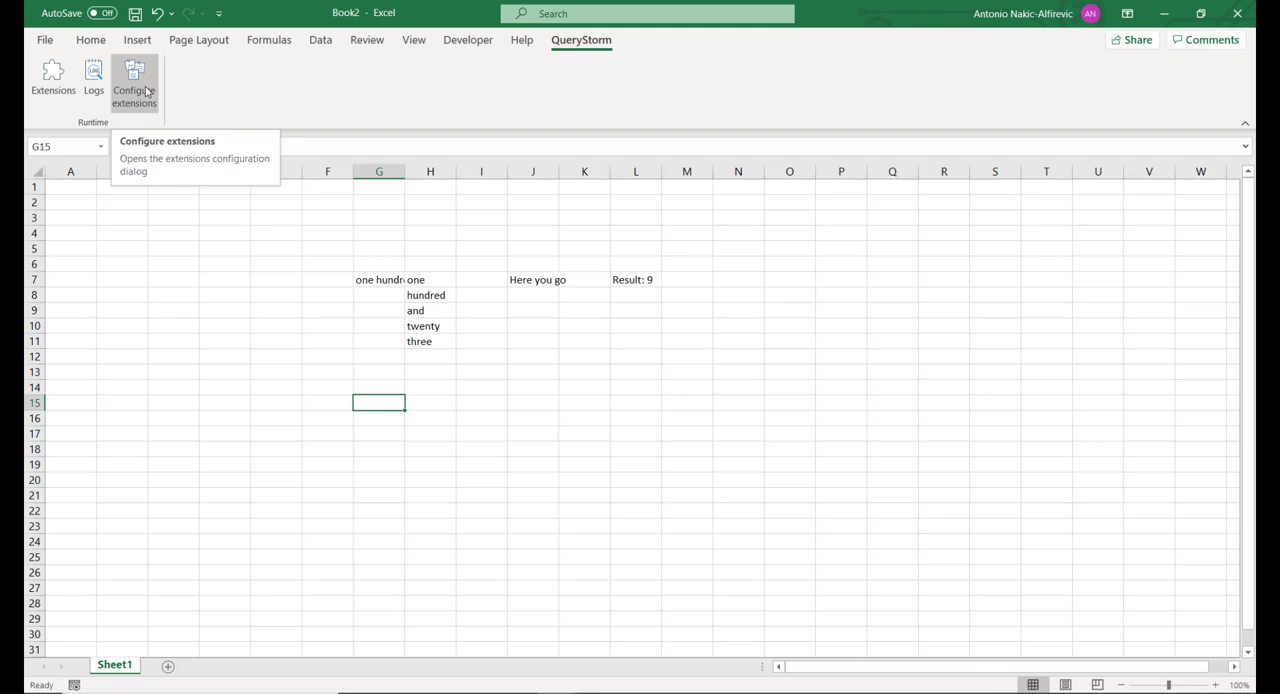 AutoSave Off Book2 - Excel Search Antonio Nakic-Alfirevic AN
File Home Insert Page Layout Formulas Data Review View Developer Help QueryStorm Share Comments
Extensions Logs Configure extensions
Runtime
G15
Configure extensions
Opens the extensions configuration
dialog
A F G H I J K L M N O P Q R S T U V W
1
2
3
4
5
6
7 one hundr one Here you go Result: 9
8 hundred
9 and
10 twenty
11 three
12
13
14
15
16
17
18
19
20
21
22
23
24
25
26
27
28
29
30
31
Sheet1
Ready 100%